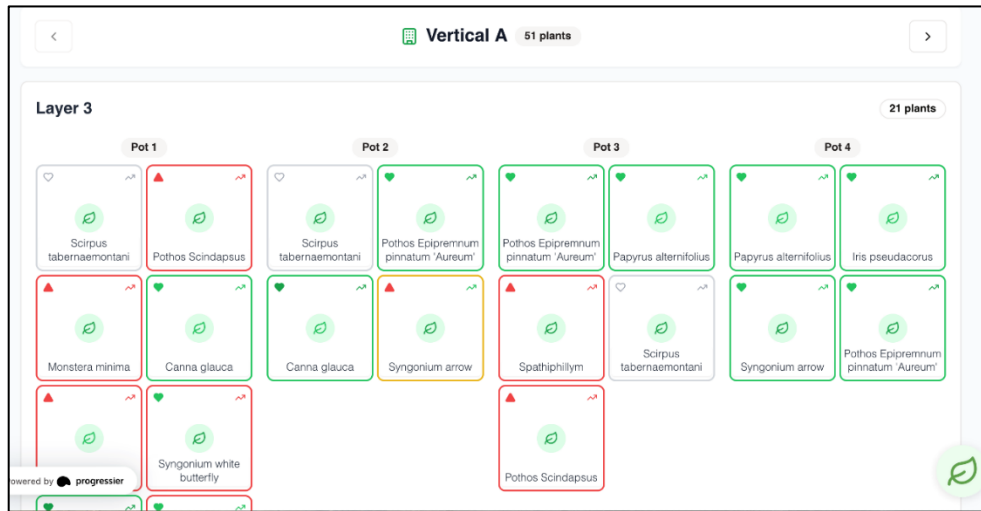 Vertical A 51 plants
Layer 3
21 plants
Pot 1
Pot 2
Pot 3
Pot 4
Scirpus
tabernaemontani
Pothos Scindapsus
Scirpus
tabernaemontani
Pothos Epipremnum
pinnatum 'Aureum'
Pothos Epipremnum
pinnatum 'Aureum'
Papyrus alternifolius
Papyrus alternifolius
Iris pseudacorus
Monstera minima
Canna glauca
Canna glauca
Syngonium arrow
Spathiphillym
Scirpus
tabernaemontani
Syngonium arrow
Pothos Epipremnum
pinnatum 'Aureum'
Syngonium white
butterfly
Pothos Scindapsus
owered by progressier